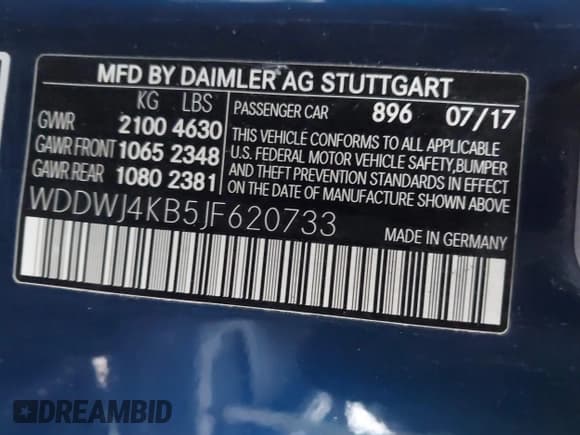 MFD BY DAIMLER AG STUTTGART
KG LBS
PASSENGER CAR 896 07/17
GVWR 2100 4630
GAWR FRONT 1065 2348
GAWR REAR 1080 2381
THIS VEHICLE CONFORMS TO ALL APPLICABLE
U.S. FEDERAL MOTOR VEHICLE SAFETY,BUMPER
AND THEFT PREVENTION STANDARDS IN EFFECT
ON THE DATE OF MANUFACTURE SHOWN ABOVE.
WDDWJ4KB5JF620733
MADE IN GERMANY
DREAMBID